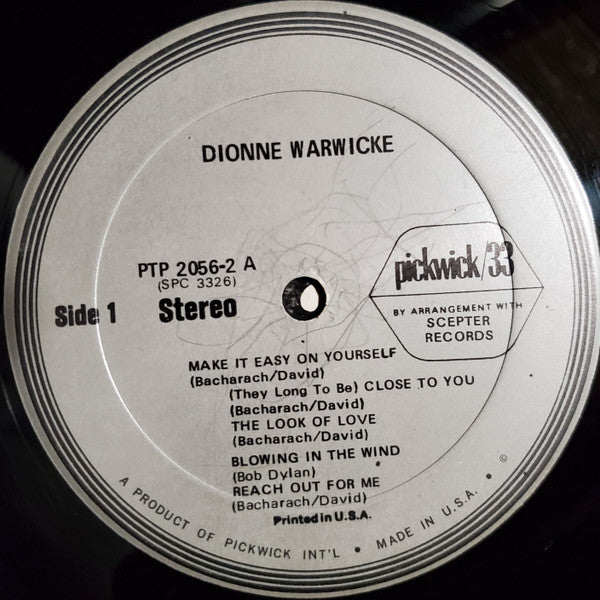 DIONNE WARWICKE
PTP 2056-2 A
(SPC 3326)
Side 1 Stereo
pickwick/33
BY ARRANGEMENT WITH
SCEPTER
RECORDS
MAKE IT EASY ON YOURSELF
(Bacharach/David)
(They Long To Be) CLOSE TO YOU
(Bacharach/David)
THE LOOK OF LOVE
(Bacharach/David)
BLOWING IN THE WIND
(Bob Dylan)
REACH OUT FOR ME
(Bacharach/David)
Printed in U.S.A.
A PRODUCT OF PICKWICK INT'L • MADE IN U.S.A. • ©